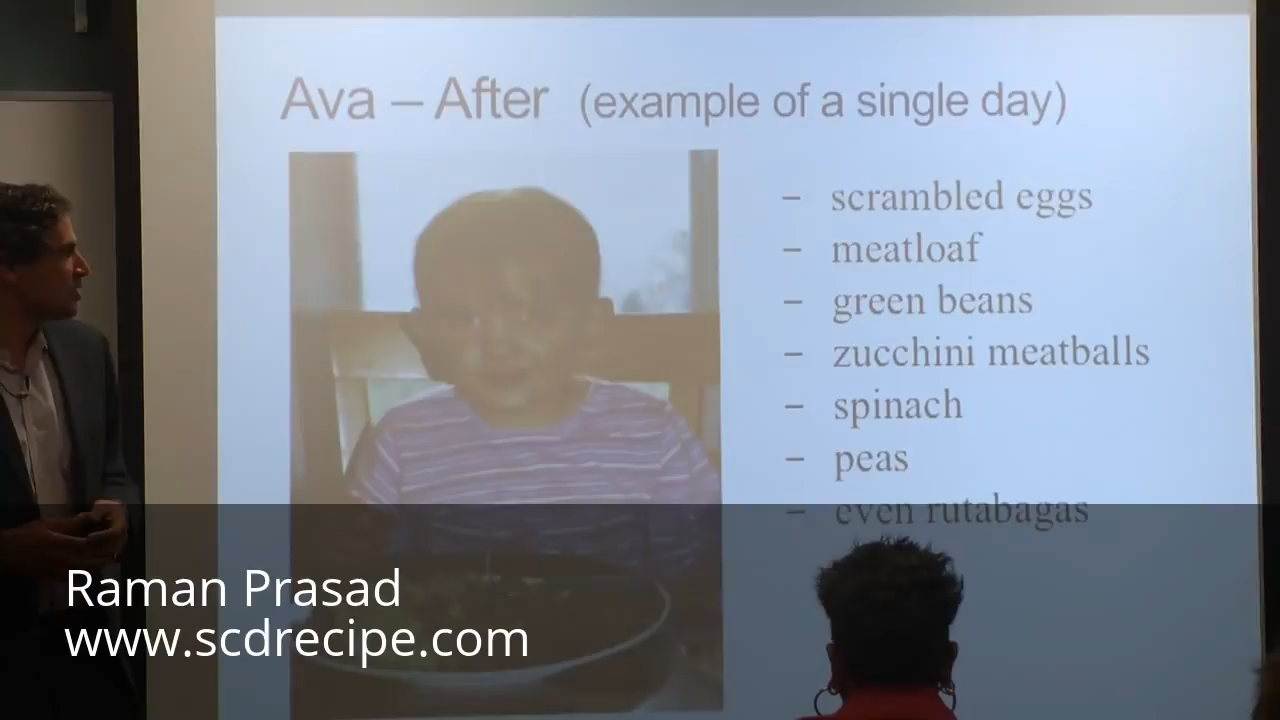 Ava – After (example of a single day)
– scrambled eggs
– meatloaf
– green beans
– zucchini meatballs
– spinach
– peas
– even rutabagas
Raman Prasad
www.scdrecipe.com